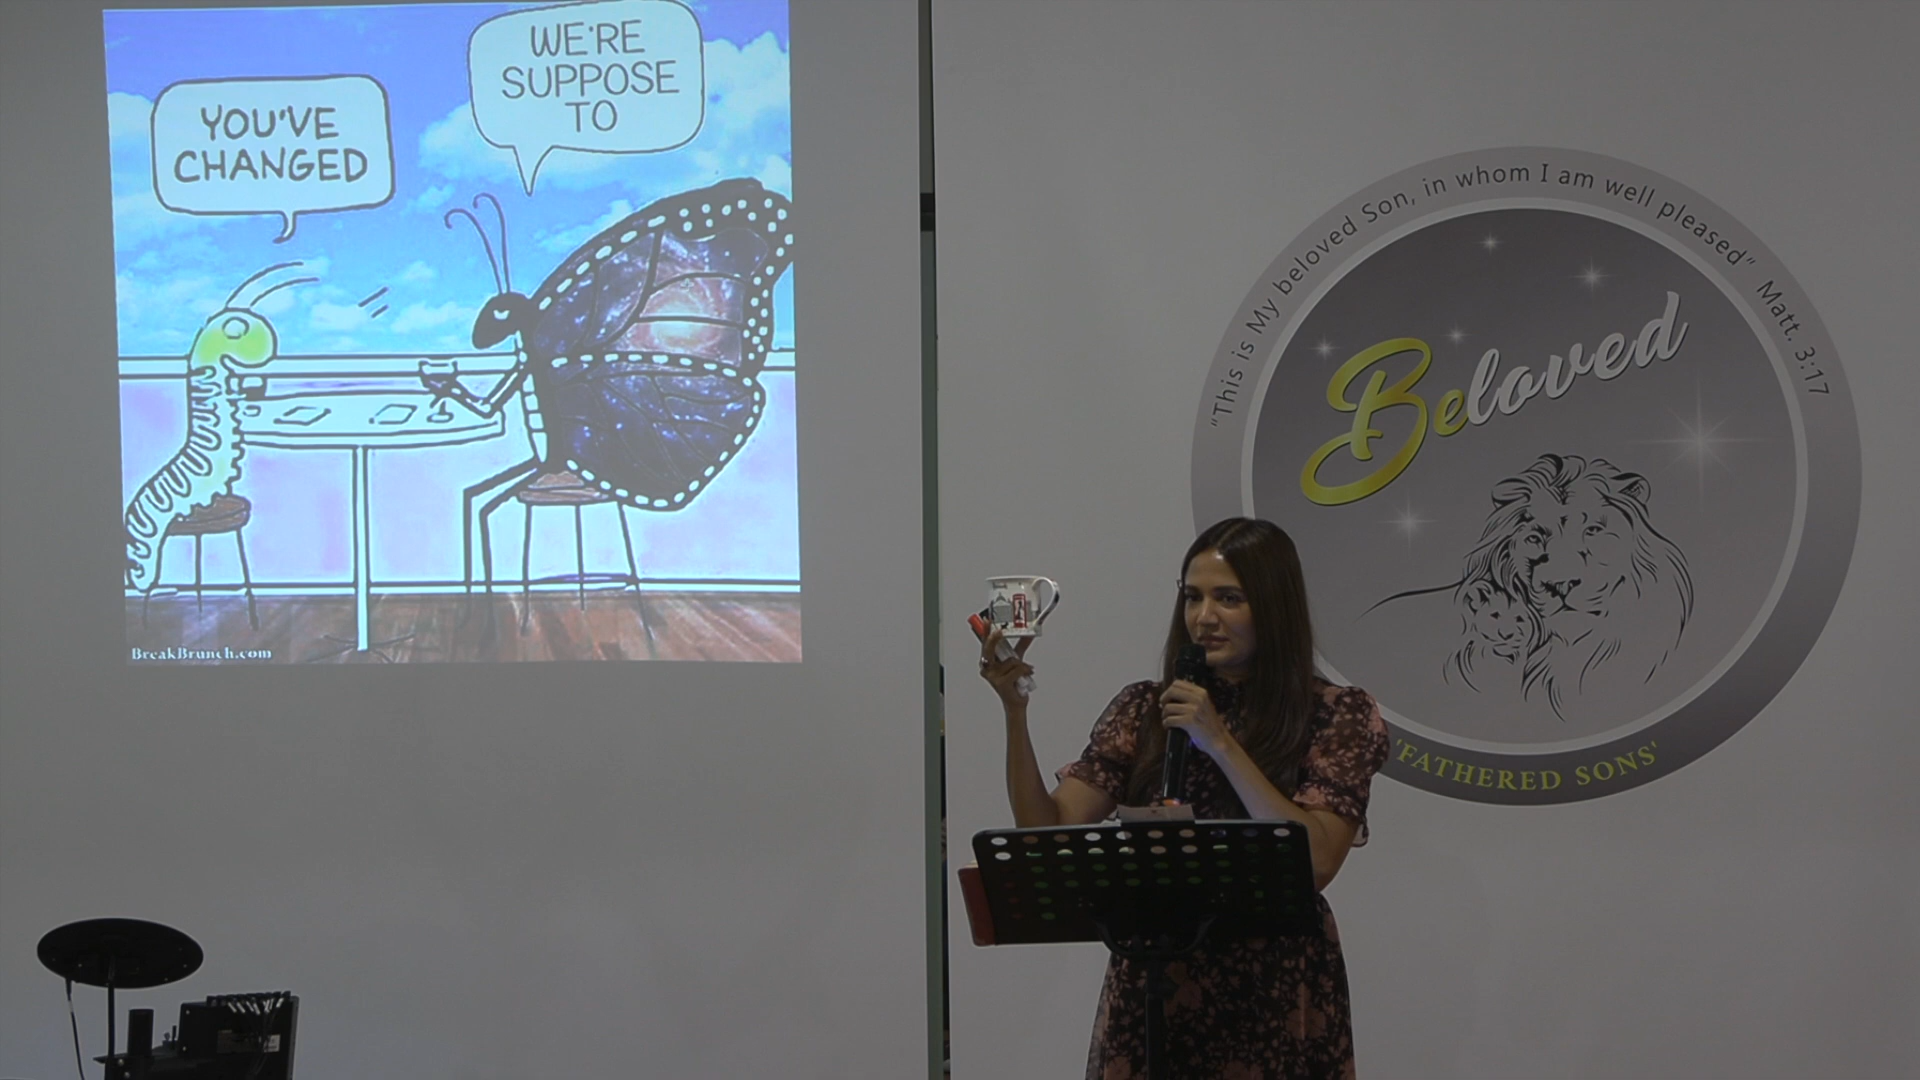 YOU'VE
CHANGED
WE'RE
SUPPOSE
TO
BreakBrunch.com
"This is My beloved Son, in whom I am well pleased" Matt. 3:17
Beloved
'FATHERED SONS'